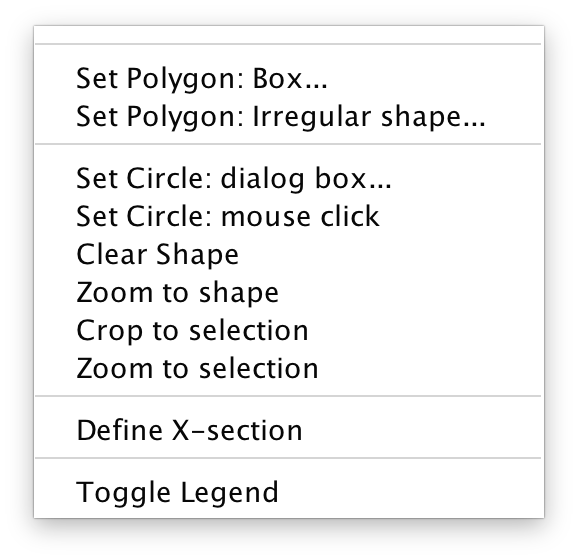 Set Polygon: Box...
Set Polygon: Irregular shape...
Set Circle: dialog box...
Set Circle: mouse click
Clear Shape
Zoom to shape
Crop to selection
Zoom to selection
Define X-section
Toggle Legend